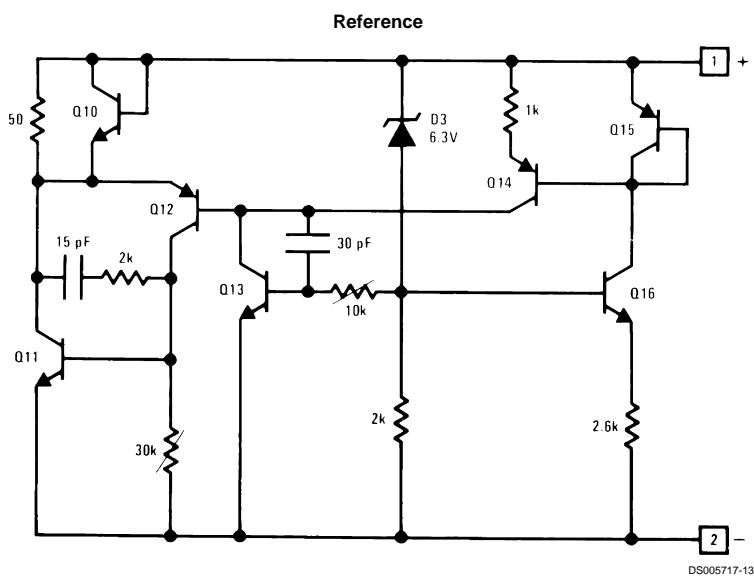 Reference
1 +
50
Q10
D3
6.3V
1k
Q15
Q14
Q12
15 pF
2k
30 pF
Q13
10k
Q16
Q11
2k
2.6k
30k
2 −
DS005717-13